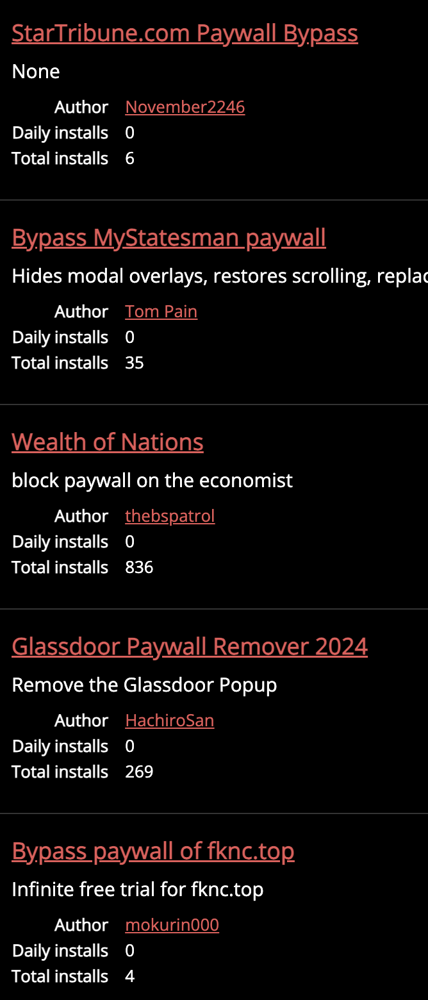 StarTribune.com Paywall Bypass
None
Author November2246
Daily installs 0
Total installs 6
Bypass MyStatesman paywall
Hides modal overlays, restores scrolling,
Author Tom Pain
Daily installs 0
Total installs 35
Wealth of Nations
block paywall on the economist
Author thebspatrol
Daily installs 0
Total installs 836
Glassdoor Paywall Remover 2024
Remove the Glassdoor Popup
Author HachiroSan
Daily installs 0
Total installs 269
Bypass paywall of fknc.top
Infinite free trial for fknc.top
Author mokurin000
Daily installs 0
Total installs 4